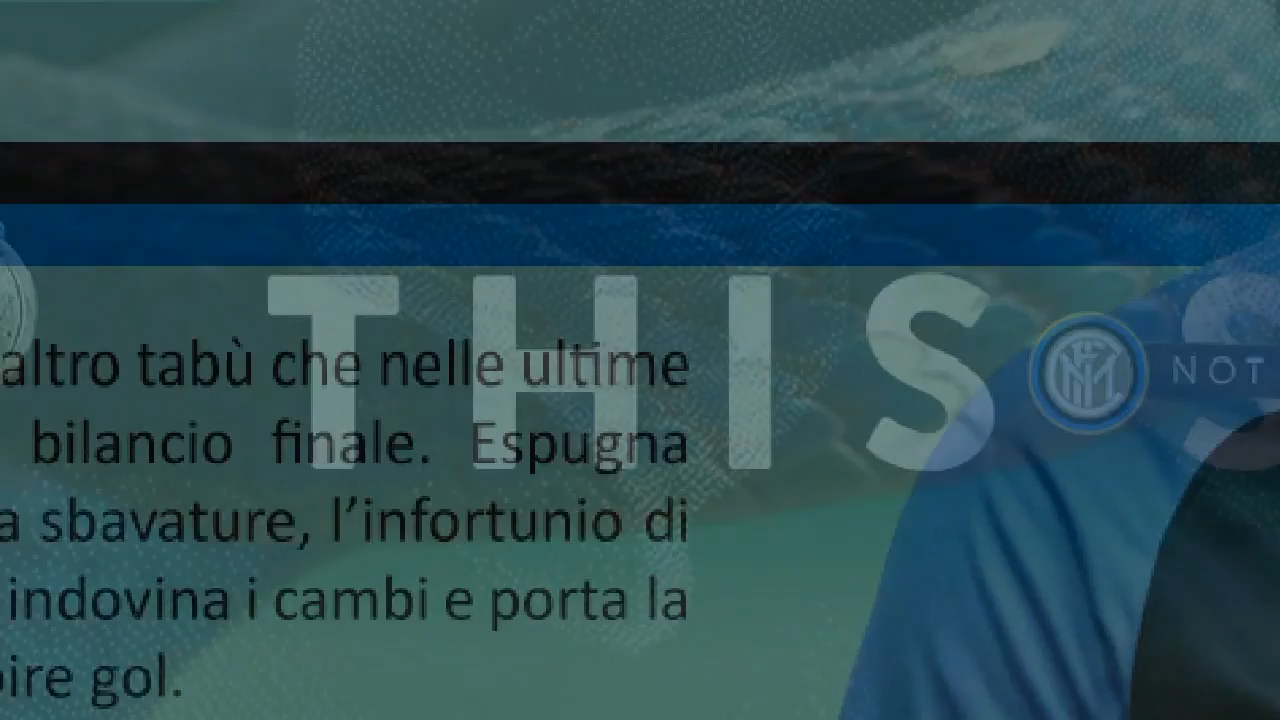 THIS S
NOT
altro tabù che nelle ultime
bilancio finale. Espugna
a sbavature, l'infortunio di
indovina i cambi e porta la
ire gol.